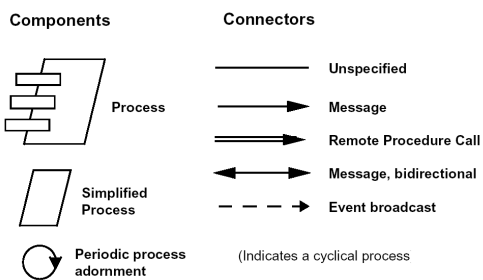 Components
Connectors
Process
Simplified
Process
Periodic process
adornment
Unspecified
Message
Remote Procedure Call
Message, bidirectional
Event broadcast
(Indicates a cyclical process